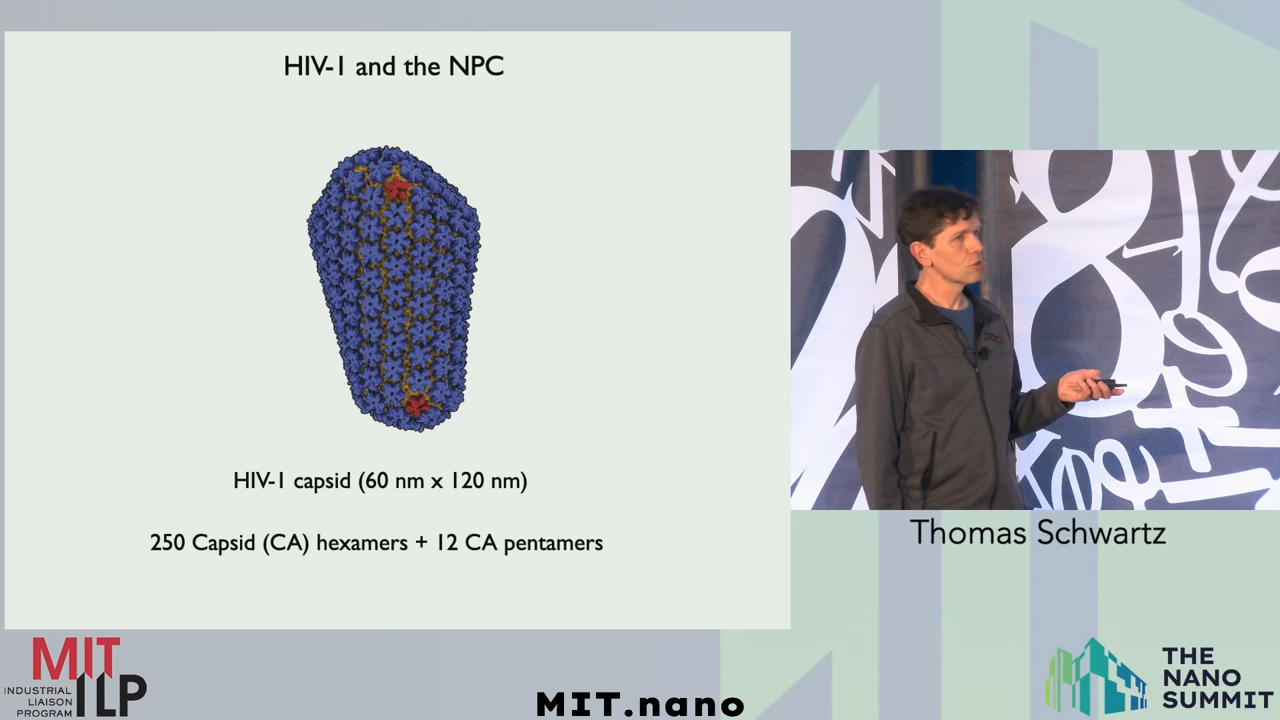 HIV-1 and the NPC
HIV-1 capsid (60 nm x 120 nm)
250 Capsid (CA) hexamers + 12 CA pentamers
Thomas Schwartz
MIT
INDUSTRIAL
LIAISON
PROGRAM
ILP
MIT.nano
THE
NANO
SUMMIT